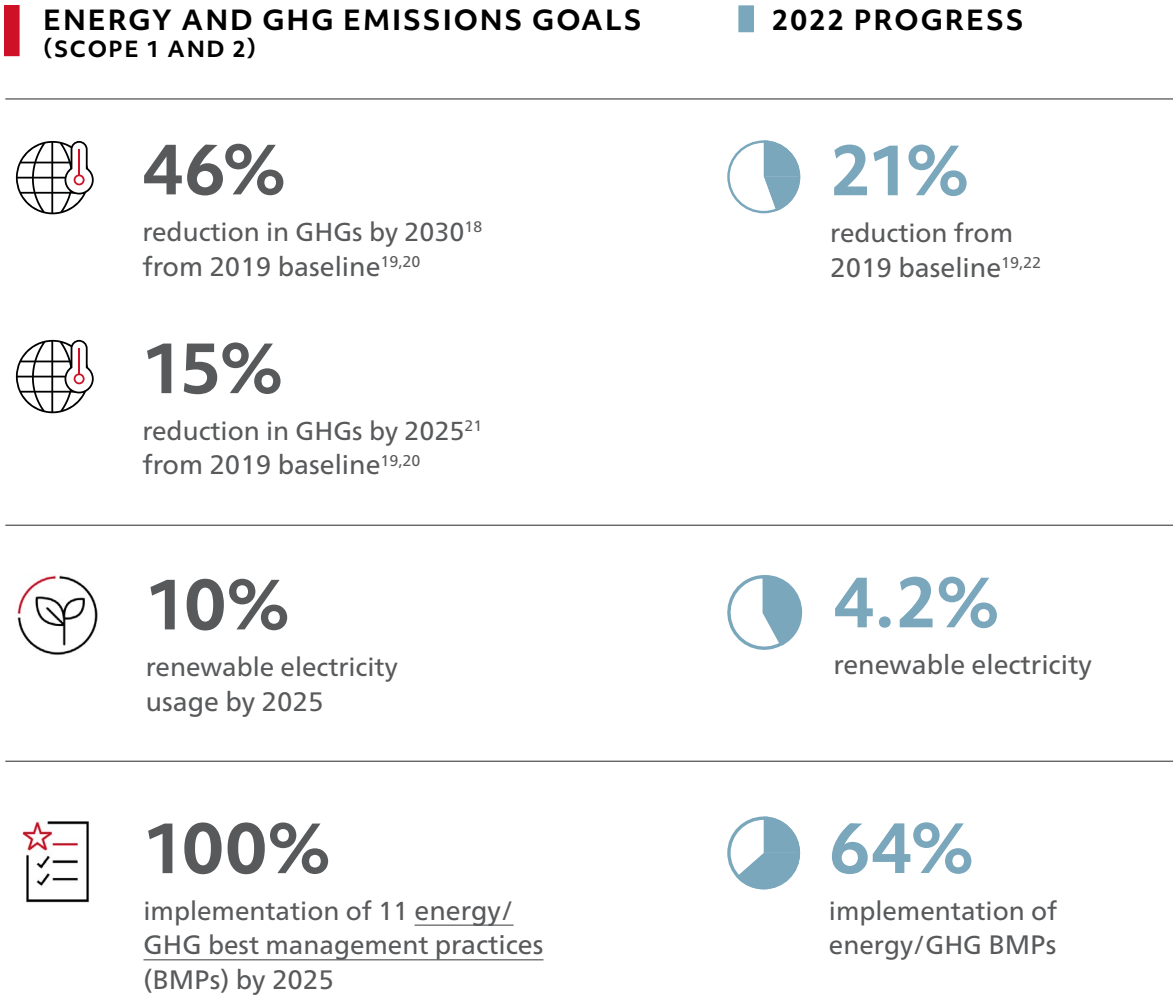 ENERGY AND GHG EMISSIONS GOALS
(SCOPE 1 AND 2)
2022 PROGRESS
46%
reduction in GHGs by 2030¹⁸
from 2019 baseline¹⁹,²⁰
21%
reduction from
2019 baseline¹⁹,²²
15%
reduction in GHGs by 2025²¹
from 2019 baseline¹⁹,²⁰
10%
renewable electricity
usage by 2025
4.2%
renewable electricity
100%
implementation of 11 energy/
GHG best management practices
(BMPs) by 2025
64%
implementation of
energy/GHG BMPs